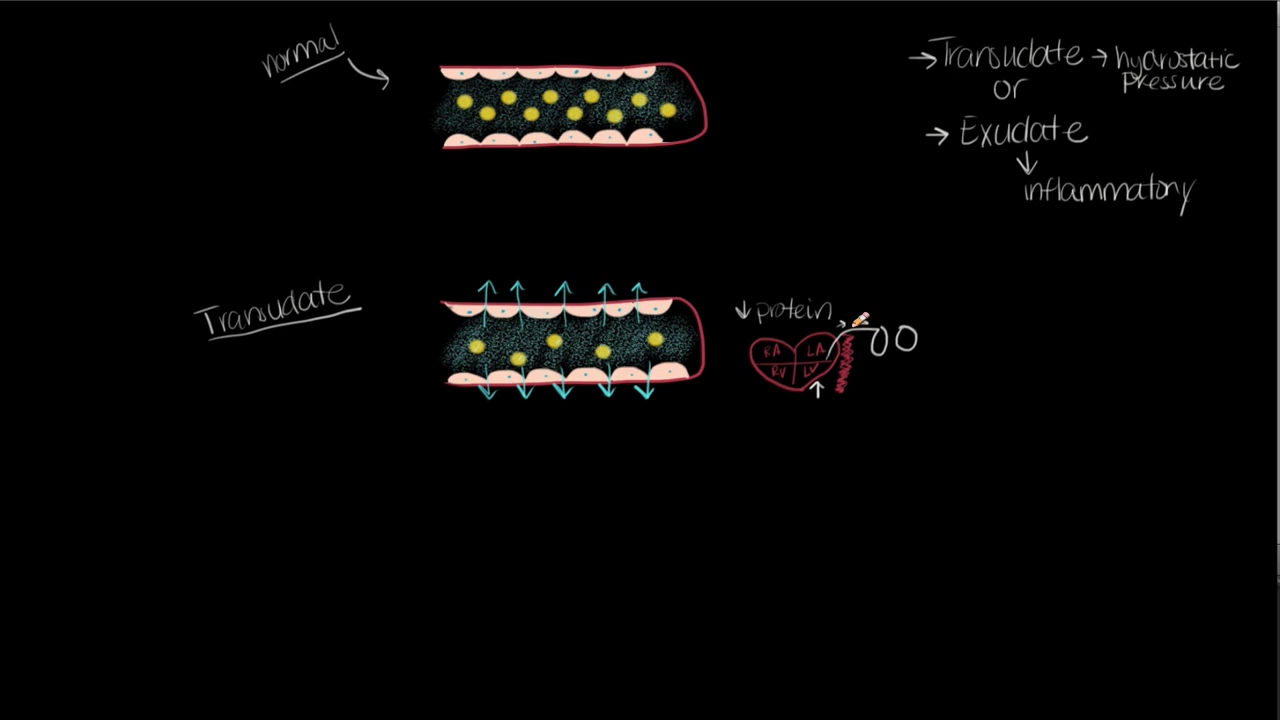 normal
→ Transudate → hydrostatic
pressure
or
→ Exudate
↓
inflammatory
Transudate
↓ protein
RA LA
RV LV
↑